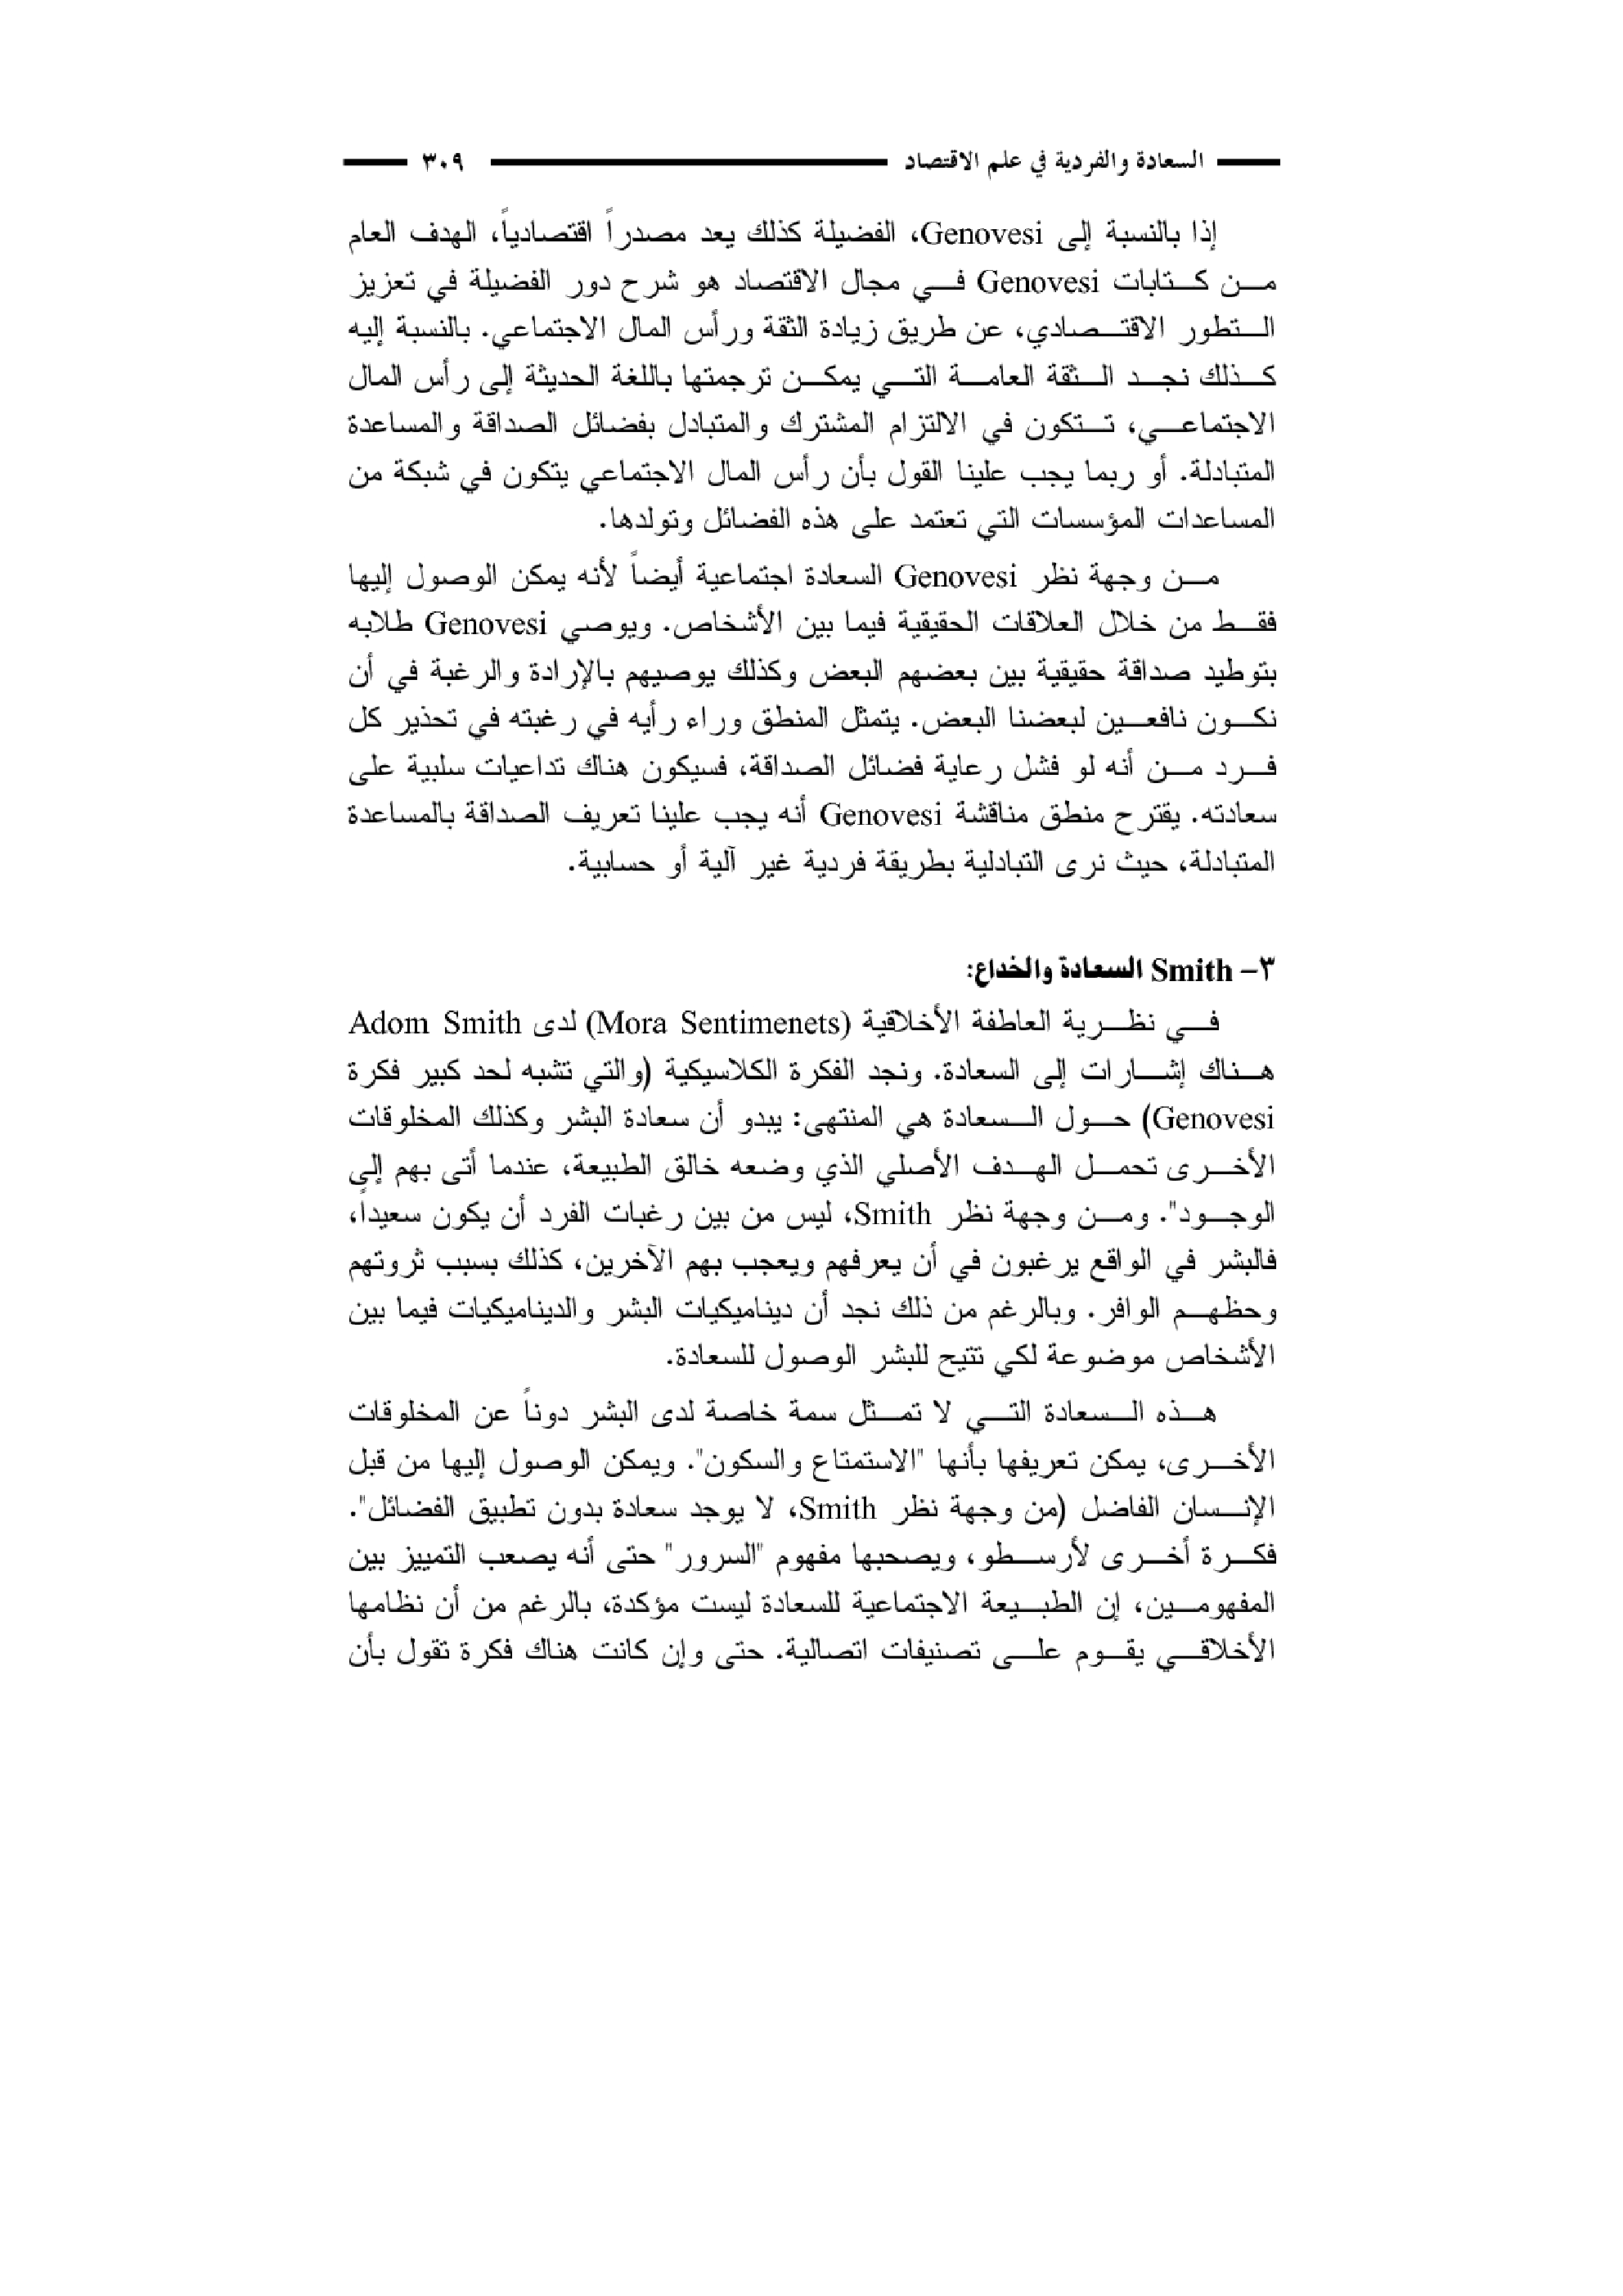 السعادة والفردية في علم الاقتصاد ٣٠٩
إذا بالنسبة إلى Genovesi، الفضيلة كذلك يعد مصدراً اقتصادياً، الهدف العام
من كتابات Genovesi في مجال الاقتصاد هو شرح دور الفضيلة في تعزيز
التطور الاقتصادي، عن طريق زيادة الثقة ورأس المال الاجتماعي. بالنسبة إليه
كذلك نجد الثقة العامة التي يمكن ترجمتها باللغة الحديثة إلى رأس المال
الاجتماعي، تتكون في الالتزام المشترك والمتبادل بفضائل الصداقة والمساعدة
المتبادلة. أو ربما يجب علينا القول بأن رأس المال الاجتماعي يتكون في شبكة من
المساعدات المؤسسات التي تعتمد على هذه الفضائل وتولدها.
من وجهة نظر Genovesi السعادة اجتماعية أيضاً لأنه يمكن الوصول إليها
فقط من خلال العلاقات الحقيقية فيما بين الأشخاص. ويوصي Genovesi طلابه
بتوطيد صداقة حقيقية بين بعضهم البعض وكذلك يوصيهم بالإرادة والرغبة في أن
نكون نافعين لبعضنا البعض. يتمثل المنطق وراء رأيه في رغبته في تحذير كل
فرد من أنه لو فشل رعاية فضائل الصداقة، فسيكون هناك تداعيات سلبية على
سعادته. يقترح منطق مناقشة Genovesi أنه يجب علينا تعريف الصداقة بالمساعدة
المتبادلة، حيث نرى التبادلية بطريقة فردية غير آلية أو حسابية.
٣- Smith السعادة والخداع:
في نظرية العاطفة الأخلاقية (Mora Sentimenets) لدى Adom Smith
هناك إشارات إلى السعادة. ونجد الفكرة الكلاسيكية (والتي تشبه لحد كبير فكرة
Genovesi) حول السعادة هي المنتهى: يبدو أن سعادة البشر وكذلك المخلوقات
الأخرى تحمل الهدف الأصلي الذي وضعه خالق الطبيعة، عندما أتى بهم إلى
الوجود". ومن وجهة نظر Smith، ليس من بين رغبات الفرد أن يكون سعيداً،
فالبشر في الواقع يرغبون في أن يعرفهم ويعجب بهم الآخرين، كذلك بسبب ثروتهم
وحظهم الوافر. وبالرغم من ذلك نجد أن ديناميكيات البشر والديناميكيات فيما بين
الأشخاص موضوعة لكي تتيح للبشر الوصول للسعادة.
هذه السعادة التي لا تمثل سمة خاصة لدى البشر دوناً عن المخلوقات
الأخرى، يمكن تعريفها بأنها "الاستمتاع والسكون". ويمكن الوصول إليها من قبل
الإنسان الفاضل (من وجهة نظر Smith، لا يوجد سعادة بدون تطبيق الفضائل".
فكرة أخرى لأرسطو، ويصحبها مفهوم "السرور" حتى أنه يصعب التمييز بين
المفهومين، إن الطبيعة الاجتماعية للسعادة ليست مؤكدة، بالرغم من أن نظامها
الأخلاقي يقوم على تصنيفات اتصالية. حتى وإن كانت هناك فكرة تقول بأن